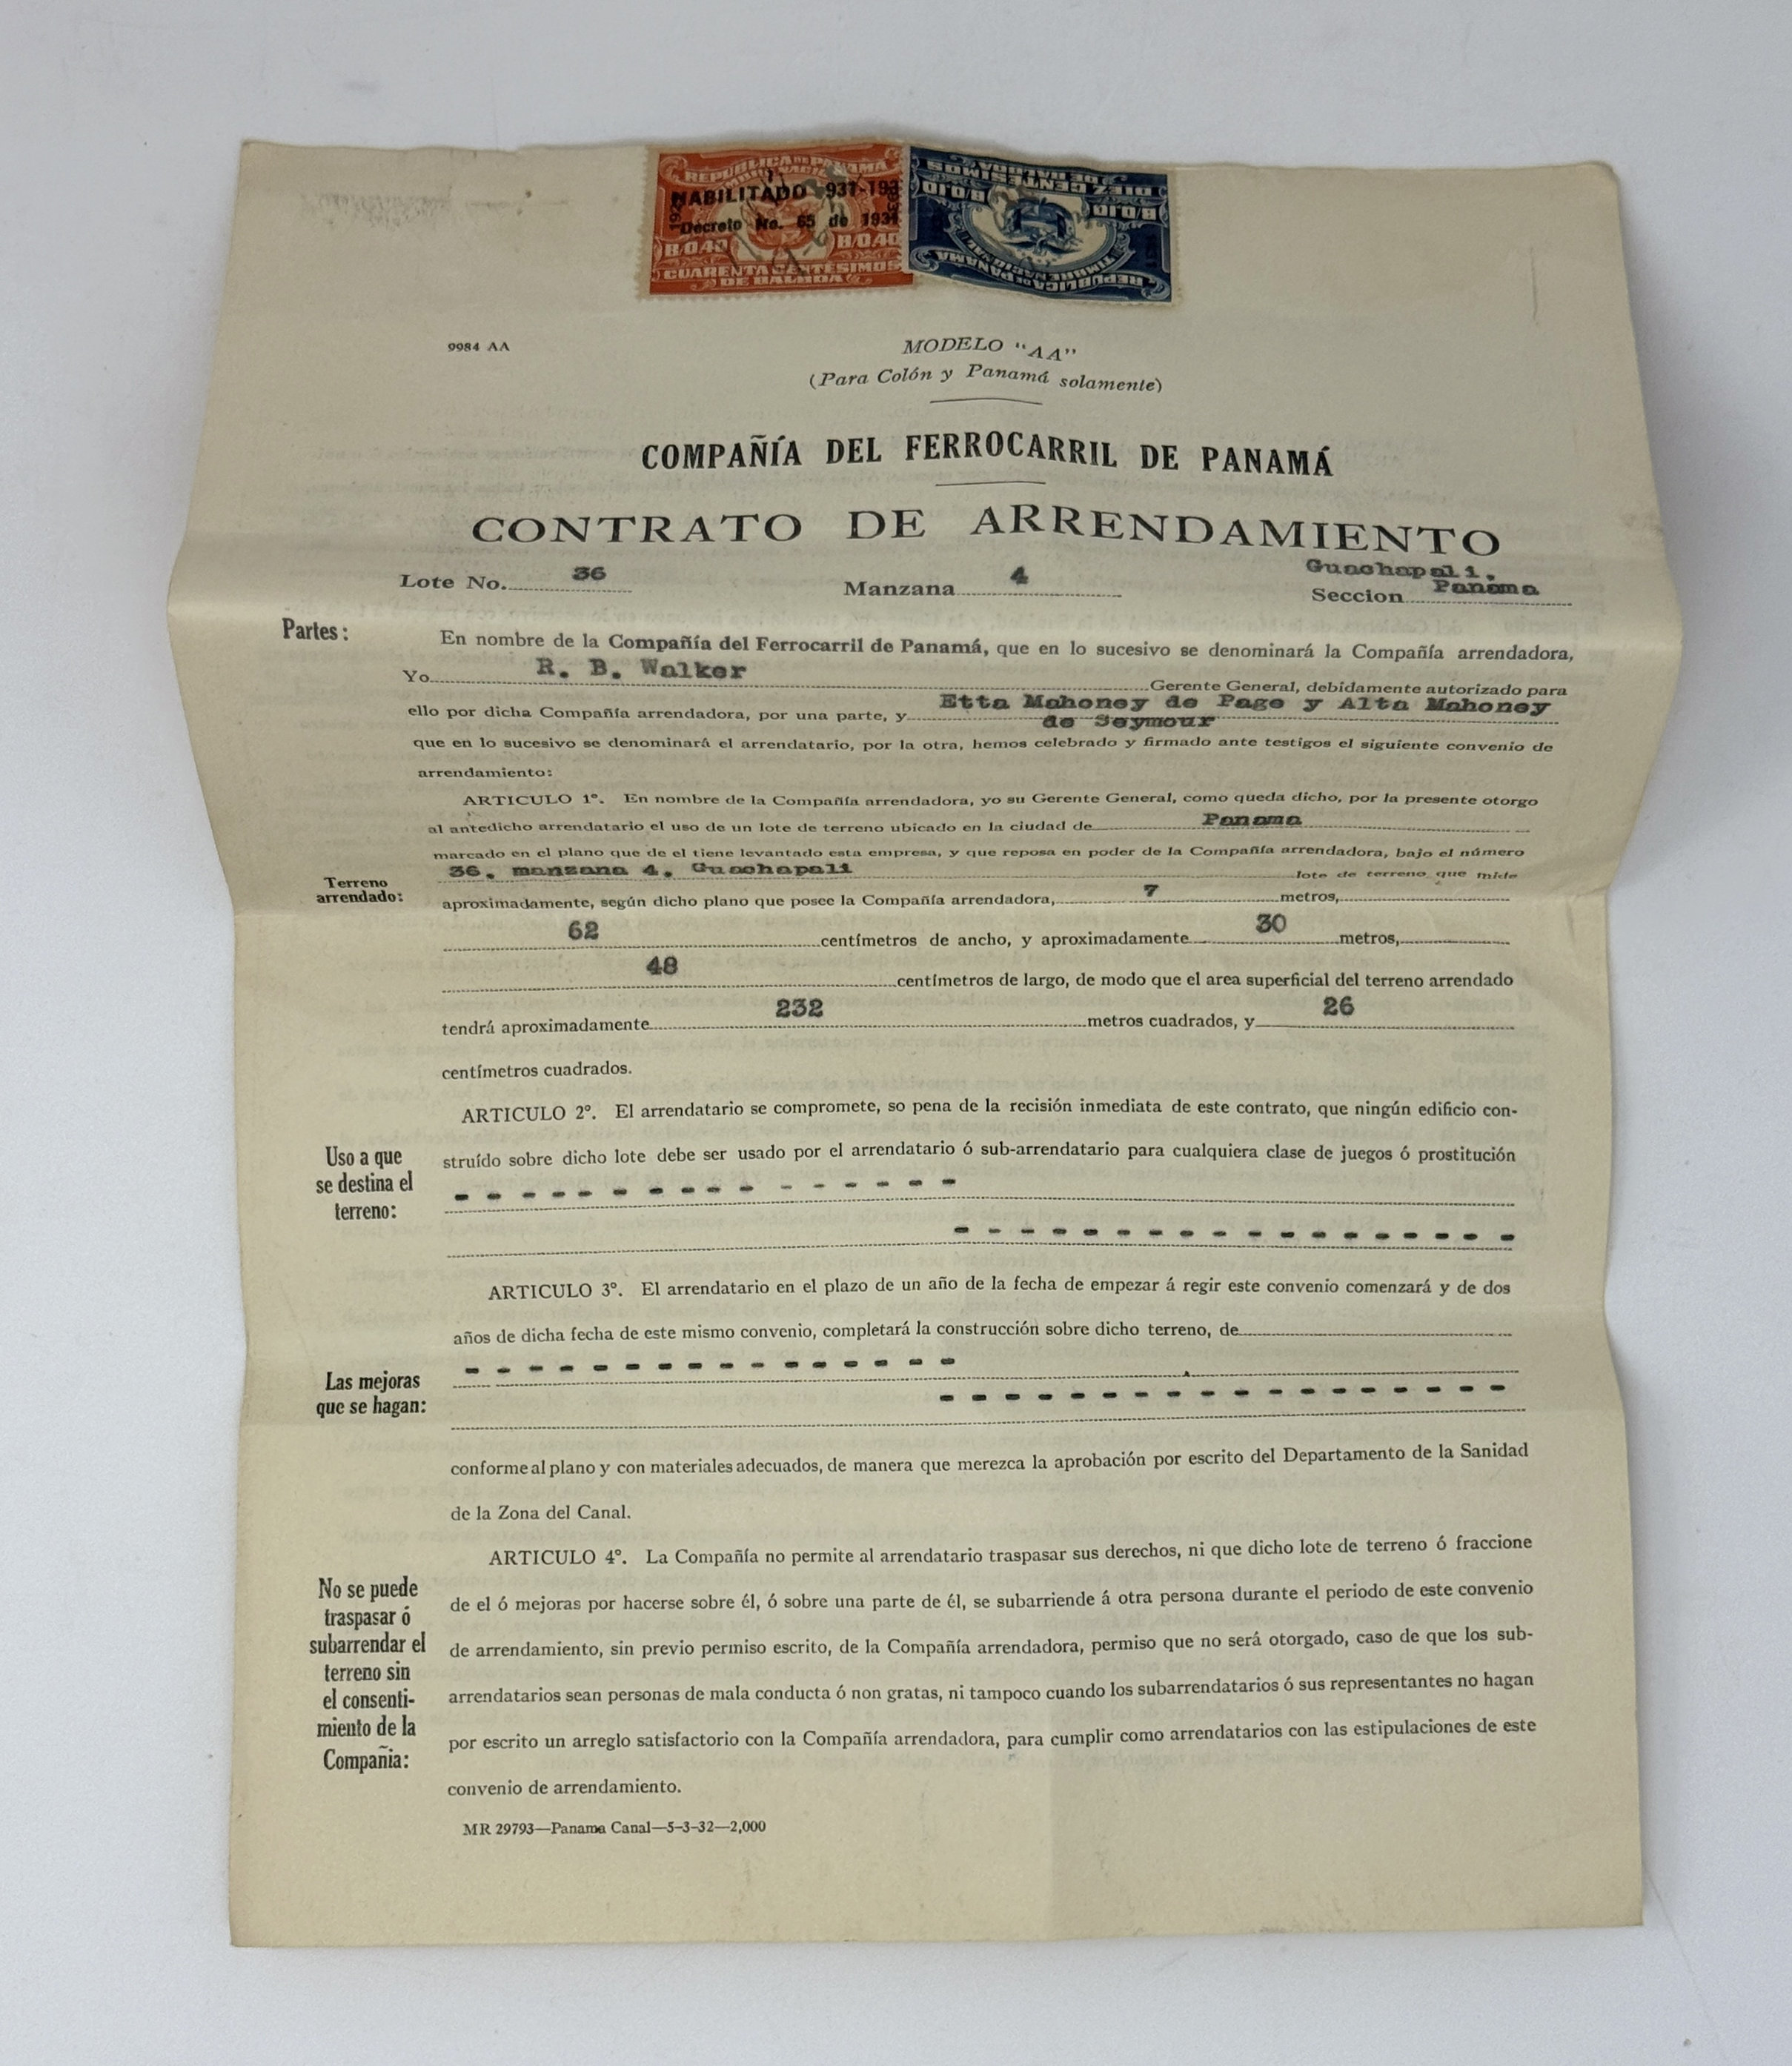 REPUBLICA DE PANAMA
HABILITADO 931-193
Decreto No. 65 de 1931
B/0.40 B/0.40
CUARENTA CENTESIMOS
DE BALBOA
REPUBLICA DE PANAMA
TIMBRE NACIONAL
B/0.10 B/0.10
DIEZ CENTESIMOS
DE BALBOA
9984 AA
MODELO "AA"
(Para Colón y Panamá solamente)
COMPAÑÍA DEL FERROCARRIL DE PANAMÁ
CONTRATO DE ARRENDAMIENTO
Lote No. 36 Manzana 4 Seccion Guachapali, Panama
Partes:
En nombre de la Compañía del Ferrocarril de Panamá, que en lo sucesivo se denominará la Compañía arrendadora,
Yo R. B. Walker Gerente General, debidamente autorizado para
ello por dicha Compañía arrendadora, por una parte, y Etta Mahoney de Page y Alta Mahoney
de Seymour
que en lo sucesivo se denominará el arrendatario, por la otra, hemos celebrado y firmado ante testigos el siguiente convenio de
arrendamiento:
ARTICULO 1º. En nombre de la Compañía arrendadora, yo su Gerente General, como queda dicho, por la presente otorgo
al antedicho arrendatario el uso de un lote de terreno ubicado en la ciudad de Panama
marcado en el plano que de el tiene levantado esta empresa, y que reposa en poder de la Compañía arrendadora, bajo el número
Terreno
arrendado:
36, manzana 4, Guachapali lote de terreno que mide
aproximadamente, según dicho plano que posee la Compañía arrendadora, 7 metros,
62 centímetros de ancho, y aproximadamente 30 metros,
48 centímetros de largo, de modo que el area superficial del terreno arrendado
tendrá aproximadamente 232 metros cuadrados, y 26
centímetros cuadrados.
ARTICULO 2º. El arrendatario se compromete, so pena de la recisión inmediata de este contrato, que ningún edificio con-
Uso a que
se destina el
terreno:
struído sobre dicho lote debe ser usado por el arrendatario ó sub-arrendatario para cualquiera clase de juegos ó prostitución
- - - - - - - - - - - - - - - -
- - - - - - - - - - - - - - - - - -
ARTICULO 3º. El arrendatario en el plazo de un año de la fecha de empezar á regir este convenio comenzará y de dos
años de dicha fecha de este mismo convenio, completará la construcción sobre dicho terreno, de
Las mejoras
que se hagan:
- - - - - - - - - - - - - - - -
- - - - - - - - - - - - - - - - - -
conforme al plano y con materiales adecuados, de manera que merezca la aprobación por escrito del Departamento de la Sanidad
de la Zona del Canal.
ARTICULO 4º. La Compañía no permite al arrendatario traspasar sus derechos, ni que dicho lote de terreno ó fraccione
No se puede
traspasar ó
subarrendar el
terreno sin
el consenti-
miento de la
Compañia:
de el ó mejoras por hacerse sobre él, ó sobre una parte de él, se subarriende á otra persona durante el periodo de este convenio
de arrendamiento, sin previo permiso escrito, de la Compañía arrendadora, permiso que no será otorgado, caso de que los sub-
arrendatarios sean personas de mala conducta ó non gratas, ni tampoco cuando los subarrendatarios ó sus representantes no hagan
por escrito un arreglo satisfactorio con la Compañía arrendadora, para cumplir como arrendatarios con las estipulaciones de este
convenio de arrendamiento.
MR 29793—Panama Canal—5-3-32—2,000